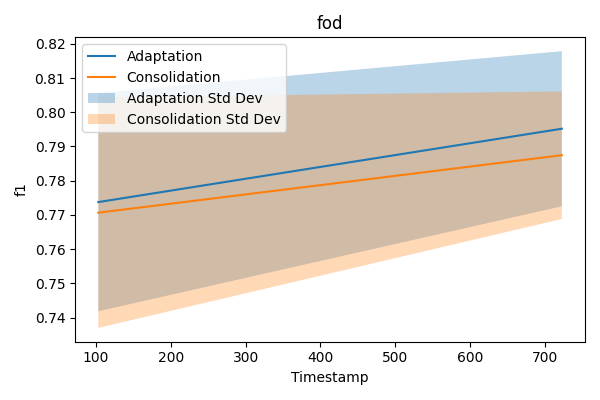 fod
0.82
0.81
0.80
0.79
0.78
0.77
0.76
0.75
0.74
f1
Adaptation
Consolidation
Adaptation Std Dev
Consolidation Std Dev
100 200 300 400 500 600 700
Timestamp